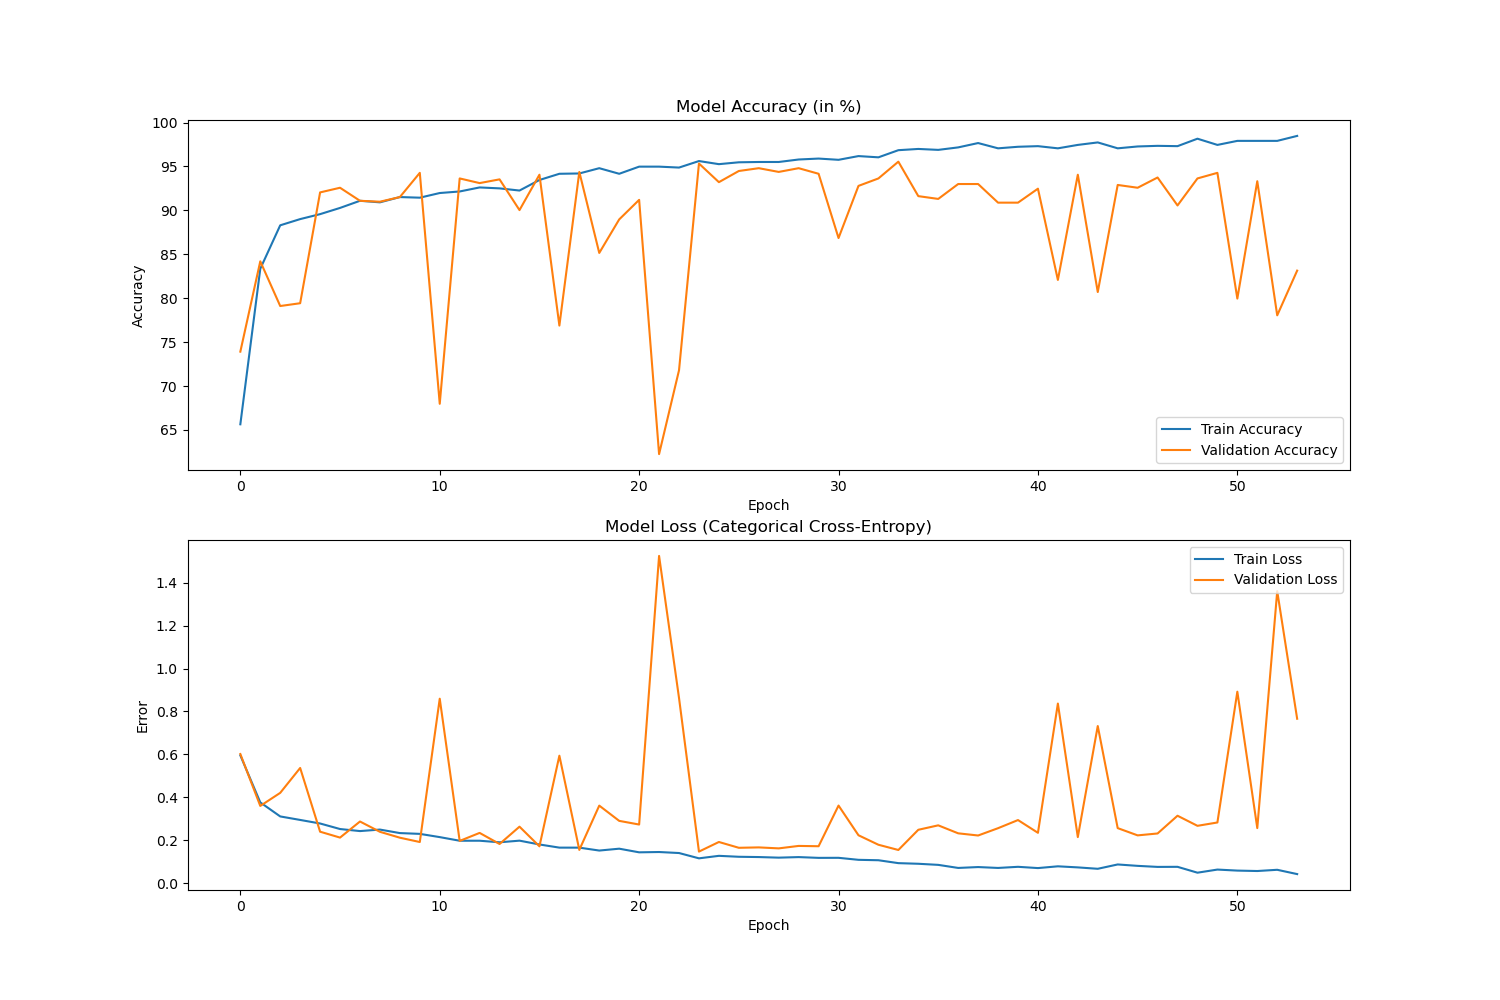 Model Accuracy (in %)
100
95
90
85
80
75
70
65
Accuracy
Train Accuracy
Validation Accuracy
0 10 20 30 40 50
Epoch
Model Loss (Categorical Cross-Entropy)
1.4
1.2
1.0
0.8
0.6
0.4
0.2
0.0
Error
Train Loss
Validation Loss
0 10 20 30 40 50
Epoch